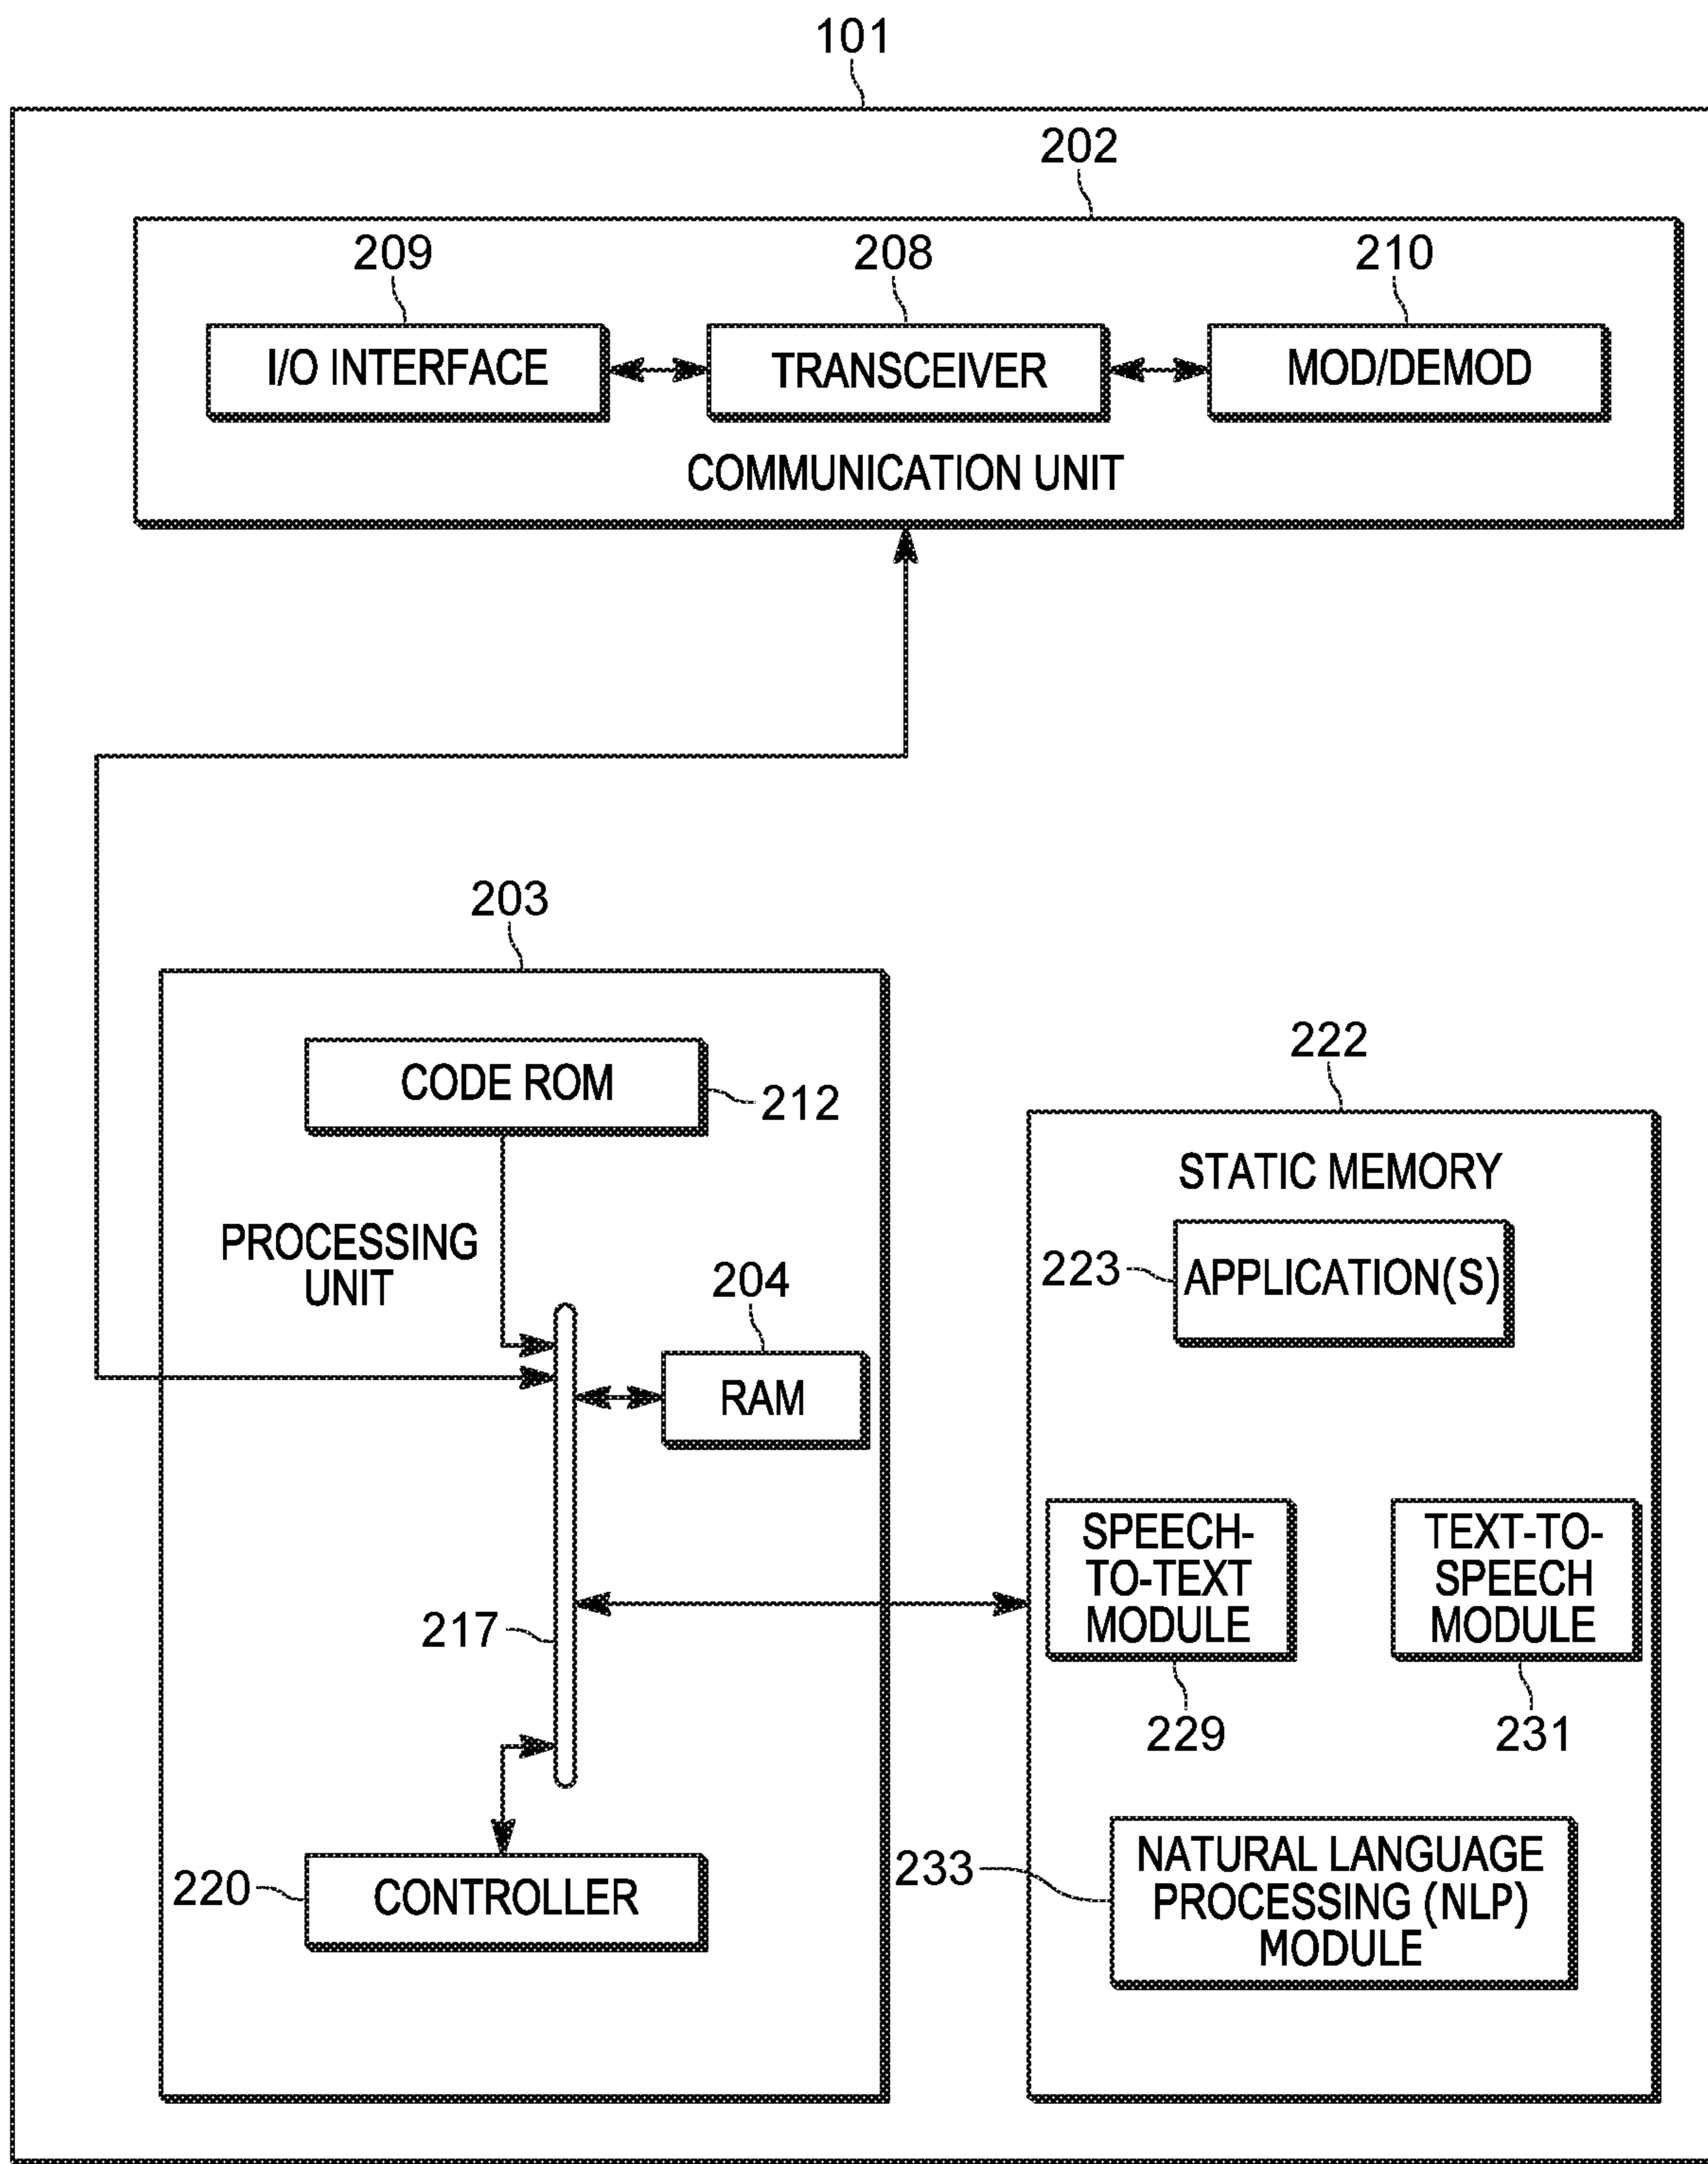 101
202
209
208
210
I/O INTERFACE
TRANSCEIVER
MOD/DEMOD
COMMUNICATION UNIT
203
CODE ROM
212
PROCESSING
UNIT
204
RAM
217
220
CONTROLLER
222
STATIC MEMORY
223
APPLICATION(S)
SPEECH-
TO-TEXT
MODULE
229
TEXT-TO-
SPEECH
MODULE
231
233
NATURAL LANGUAGE
PROCESSING (NLP)
MODULE